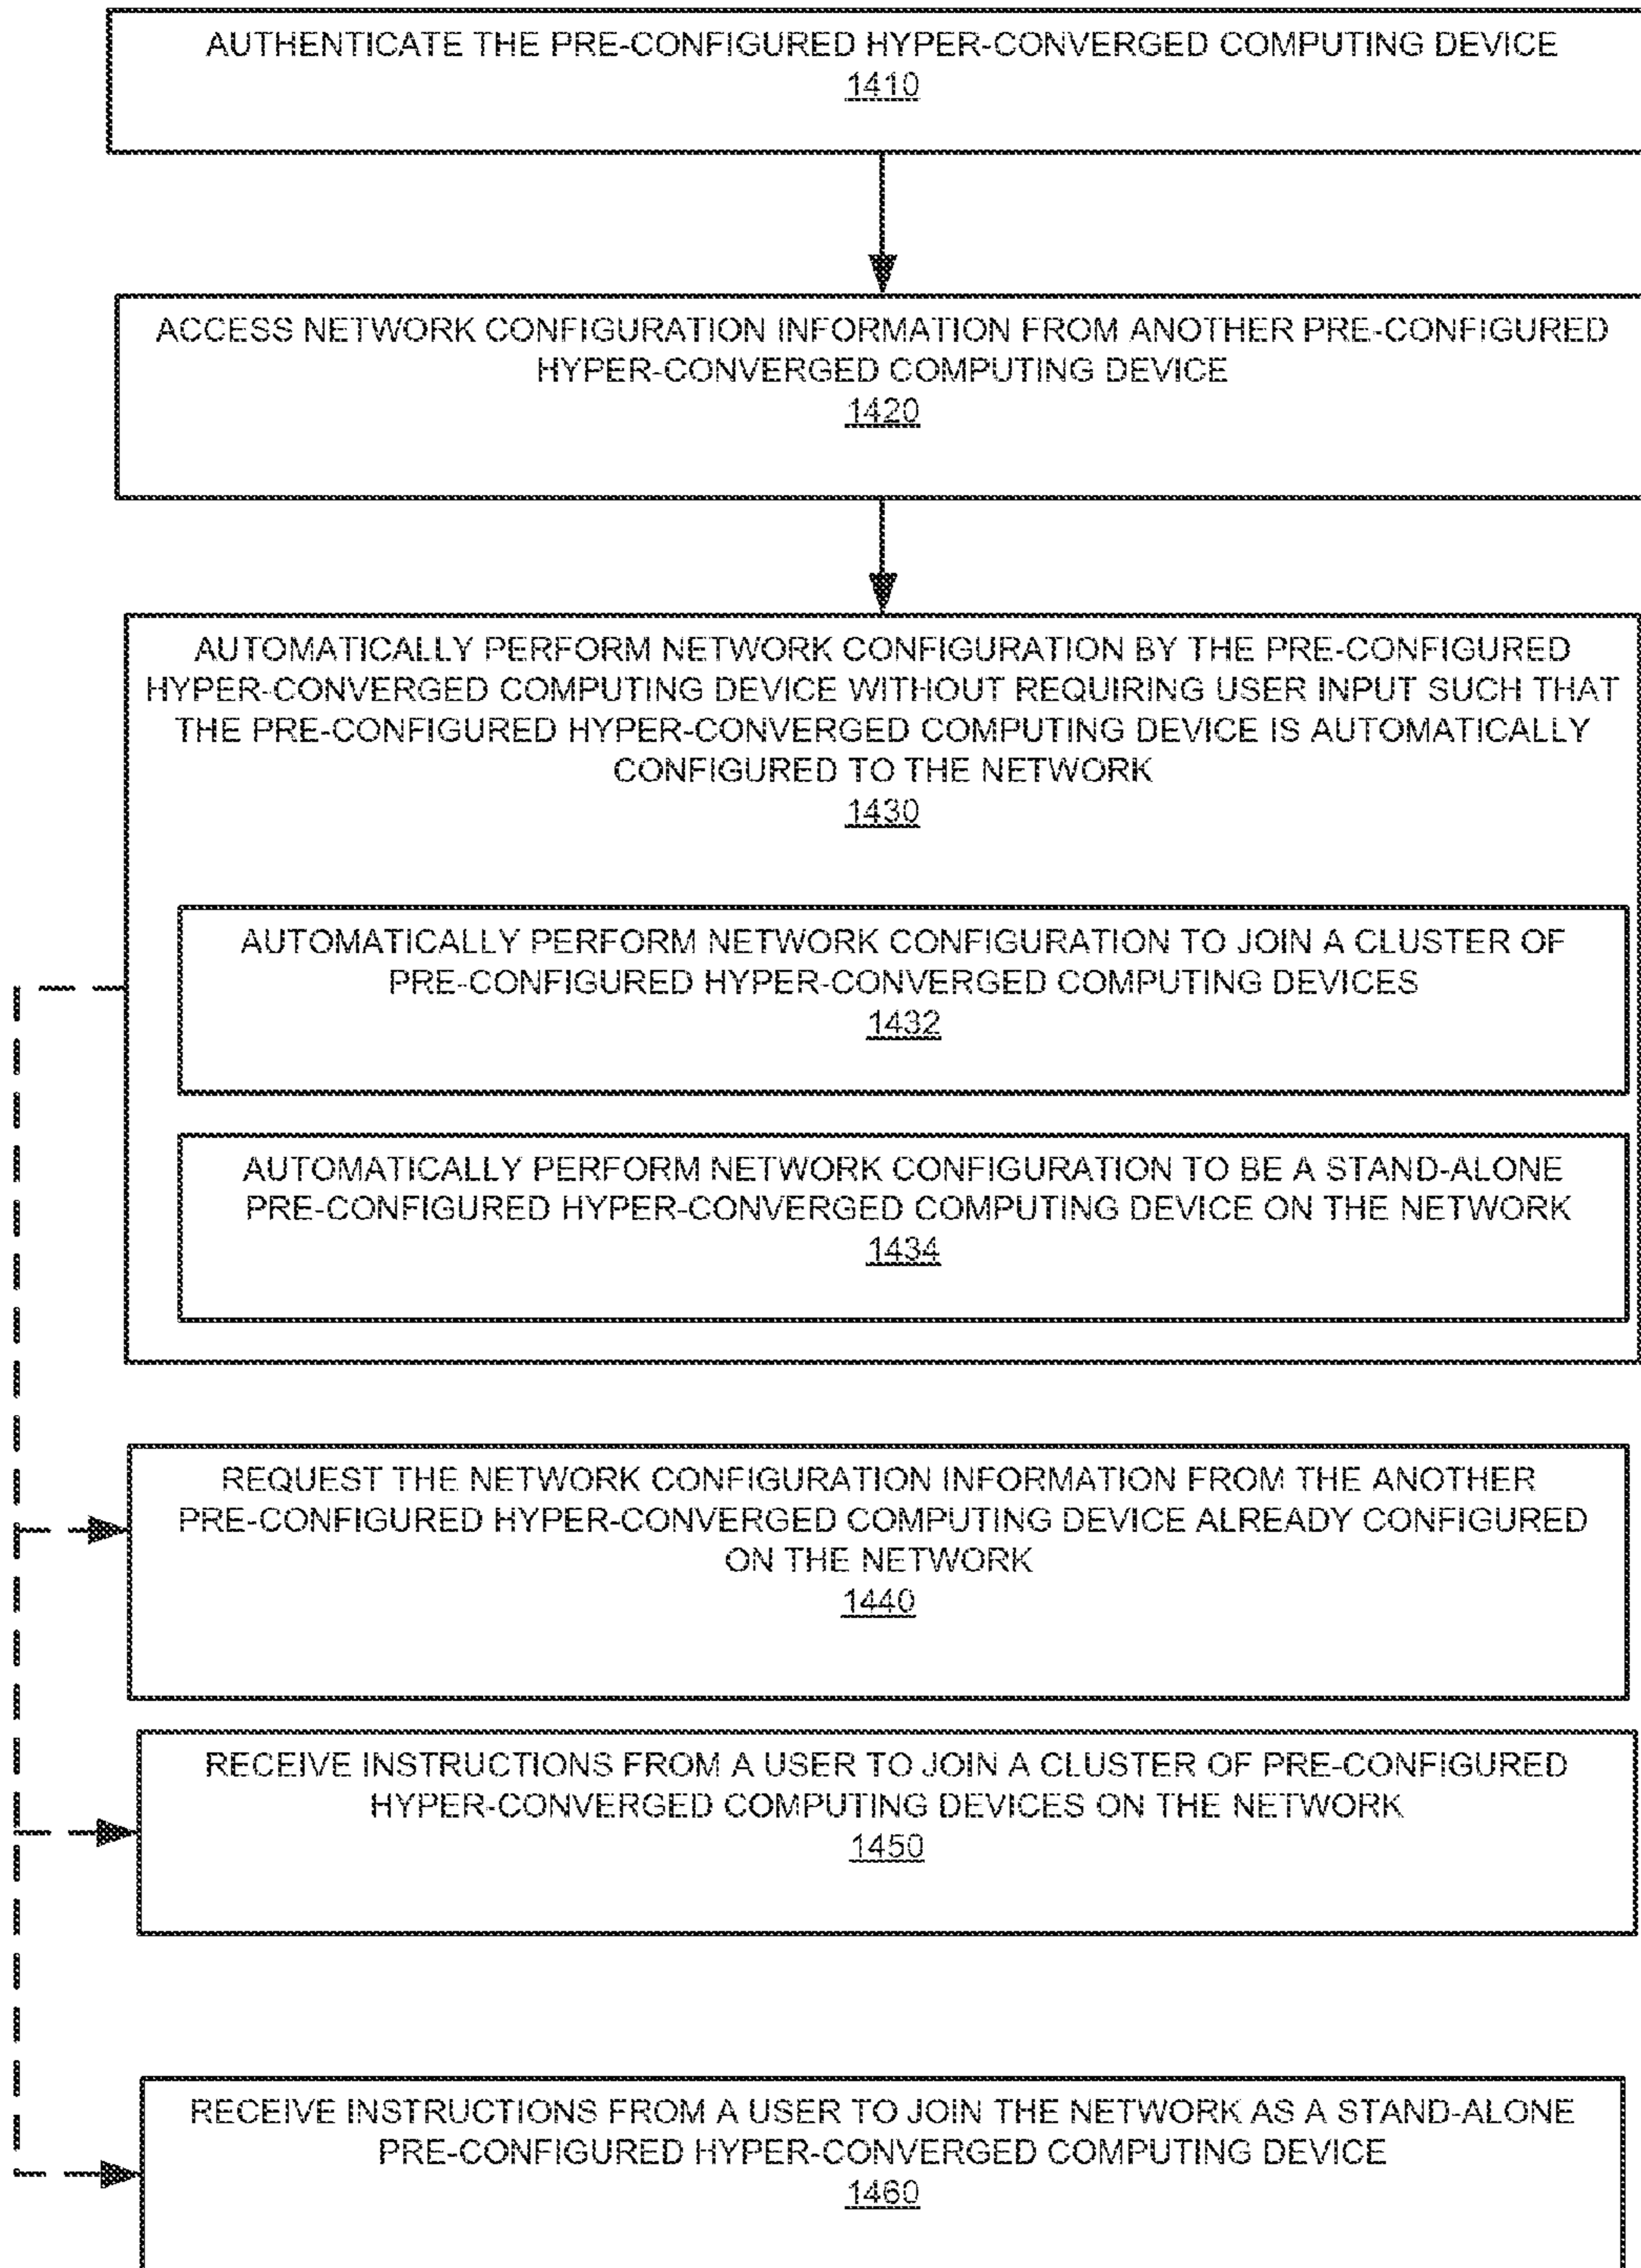 AUTHENTICATE THE PRE-CONFIGURED HYPER-CONVERGED COMPUTING DEVICE
1410
ACCESS NETWORK CONFIGURATION INFORMATION FROM ANOTHER PRE-CONFIGURED
HYPER-CONVERGED COMPUTING DEVICE
1420
AUTOMATICALLY PERFORM NETWORK CONFIGURATION BY THE PRE-CONFIGURED
HYPER-CONVERGED COMPUTING DEVICE WITHOUT REQUIRING USER INPUT SUCH THAT
THE PRE-CONFIGURED HYPER-CONVERGED COMPUTING DEVICE IS AUTOMATICALLY
CONFIGURED TO THE NETWORK
1430
AUTOMATICALLY PERFORM NETWORK CONFIGURATION TO JOIN A CLUSTER OF
PRE-CONFIGURED HYPER-CONVERGED COMPUTING DEVICES
1432
AUTOMATICALLY PERFORM NETWORK CONFIGURATION TO BE A STAND-ALONE
PRE-CONFIGURED HYPER-CONVERGED COMPUTING DEVICE ON THE NETWORK
1434
REQUEST THE NETWORK CONFIGURATION INFORMATION FROM THE ANOTHER
PRE-CONFIGURED HYPER-CONVERGED COMPUTING DEVICE ALREADY CONFIGURED
ON THE NETWORK
1440
RECEIVE INSTRUCTIONS FROM A USER TO JOIN A CLUSTER OF PRE-CONFIGURED
HYPER-CONVERGED COMPUTING DEVICES ON THE NETWORK
1450
RECEIVE INSTRUCTIONS FROM A USER TO JOIN THE NETWORK AS A STAND-ALONE
PRE-CONFIGURED HYPER-CONVERGED COMPUTING DEVICE
1460